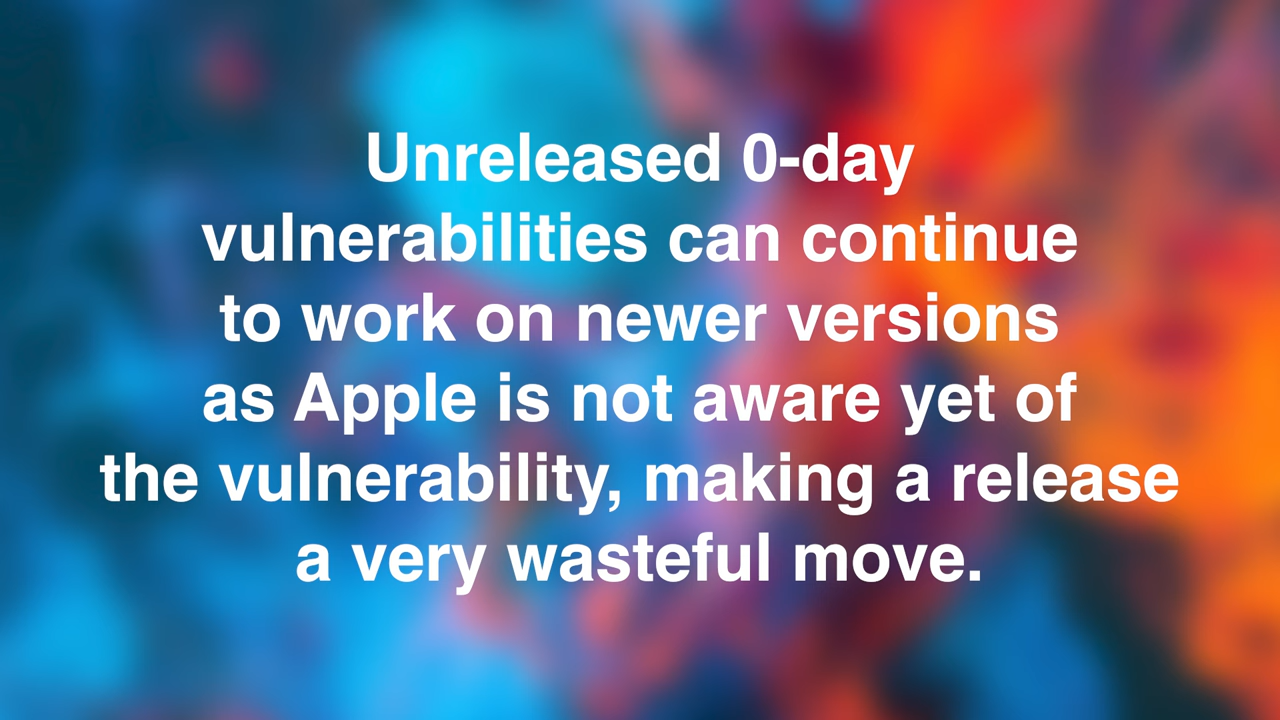 Unreleased 0-day
vulnerabilities can continue
to work on newer versions
as Apple is not aware yet of
the vulnerability, making a release
a very wasteful move.